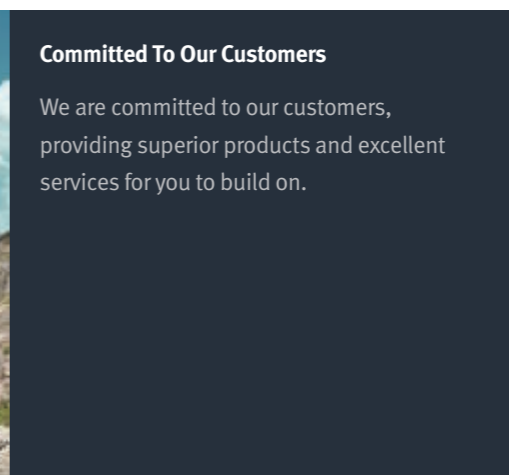 Committed To Our Customers
We are committed to our customers,
providing superior products and excellent
services for you to build on.